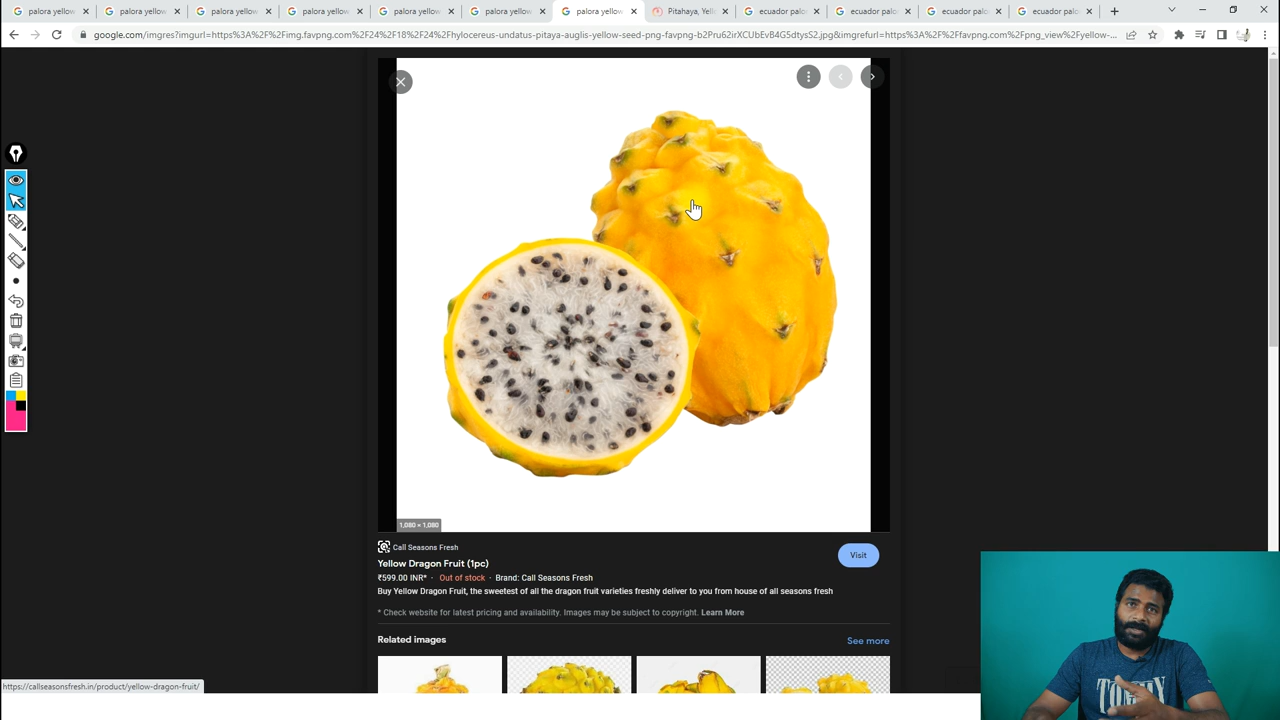 palora yellow
palora yellow
palora yellow
palora yellow
palora yellow
palora yellow
Pitahaya, Yell
ecuador palo
ecuador palo
ecuador palo
ecuador palo
google.com/imgres?imgurl=https%3A%2F%2Fimg.favpng.com%2F24%2F18%2F24%2Fhylocereus-undatus-pitaya-auglis-yellow-seed-png-favpng-b2Pru62irXCUbEvB4G5dtysS2.jpg&imgrefurl=https%3A%2F%2Ffavpng.com%2Fpng_view%2Fyellow-...
1,080 × 1,080
Call Seasons Fresh
Visit
Yellow Dragon Fruit (1pc)
₹599.00 INR* · Out of stock · Brand: Call Seasons Fresh
Buy Yellow Dragon Fruit, the sweetest of all the dragon fruit varieties freshly deliver to you from house of all seasons fresh
* Check website for latest pricing and availability. Images may be subject to copyright. Learn More
Related images
See more
https://callseasonsfresh.in/product/yellow-dragon-fruit/